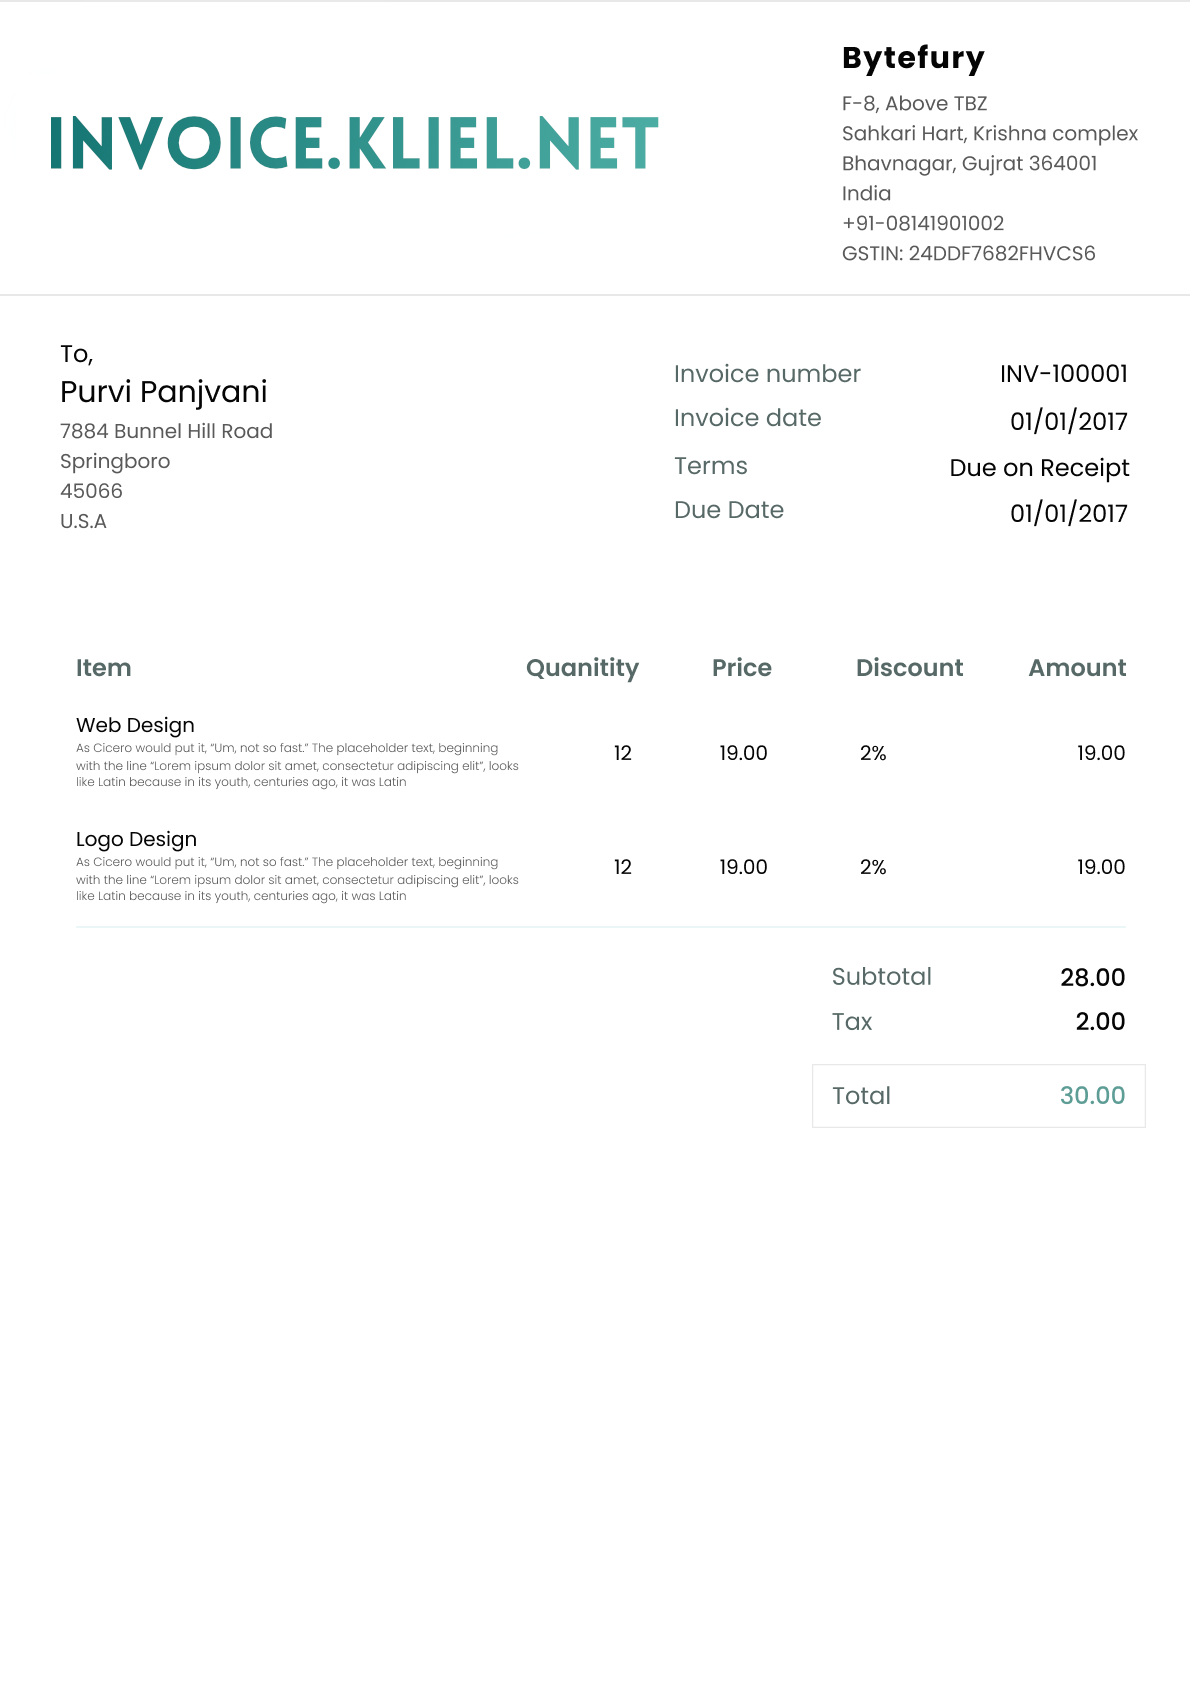 INVOICE.KLIEL.NET
Bytefury
F-8, Above TBZ
Sahkari Hart, Krishna complex
Bhavnagar, Gujrat 364001
India
+91-08141901002
GSTIN: 24DDF7682FHVCS6
To,
Purvi Panjvani
7884 Bunnel Hill Road
Springboro
45066
U.S.A
Invoice number INV-100001
Invoice date 01/01/2017
Terms Due on Receipt
Due Date 01/01/2017
Item Quanitity Price Discount Amount
Web Design
As Cicero would put it, “Um, not so fast.” The placeholder text, beginning
with the line “Lorem ipsum dolor sit amet, consectetur adipiscing elit”, looks
like Latin because in its youth, centuries ago, it was Latin
12 19.00 2% 19.00
Logo Design
As Cicero would put it, “Um, not so fast.” The placeholder text, beginning
with the line “Lorem ipsum dolor sit amet, consectetur adipiscing elit”, looks
like Latin because in its youth, centuries ago, it was Latin
12 19.00 2% 19.00
Subtotal 28.00
Tax 2.00
Total 30.00